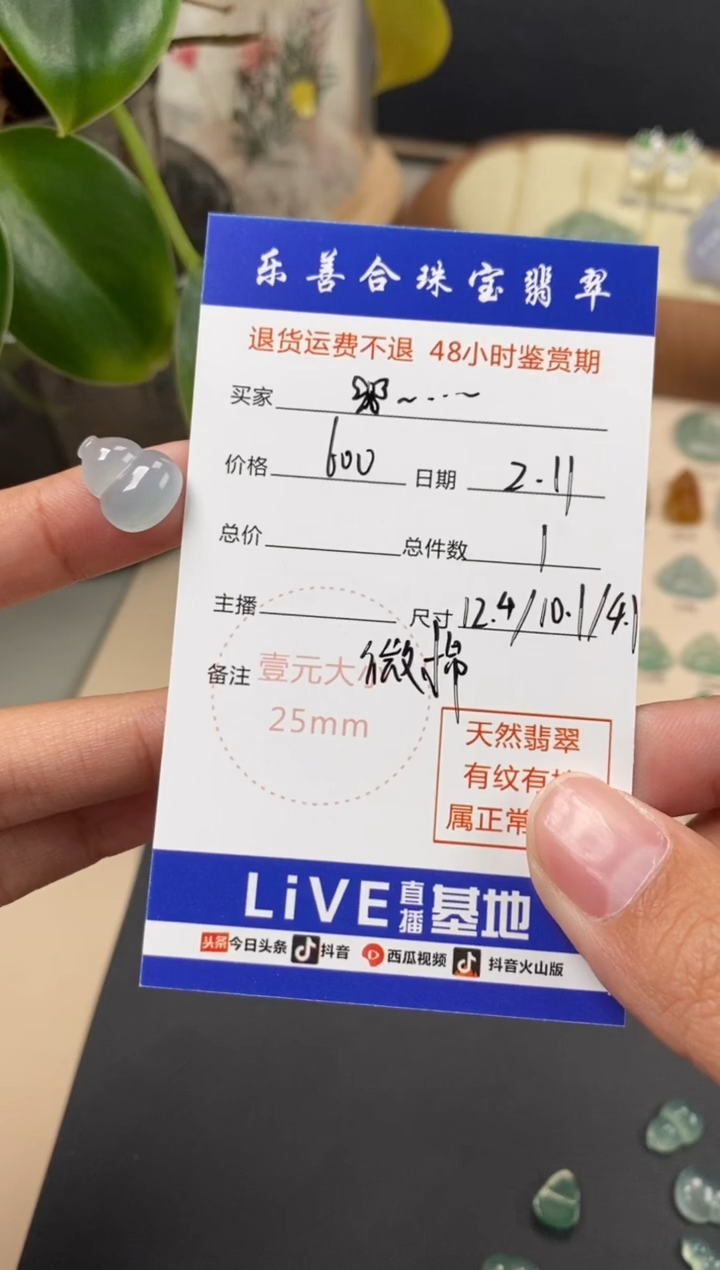 乐善合珠宝翡翠
退货运费不退 48小时鉴赏期
买家 ~...~
价格 600 日期 2.11
总价 总件数 1
主播 尺寸 12.4/10.1/4.1
备注 壹元大小 微棉
25mm
天然翡翠
有纹有
属正常
LiVE直播基地
头条 今日头条 抖音 西瓜视频 抖音火山版